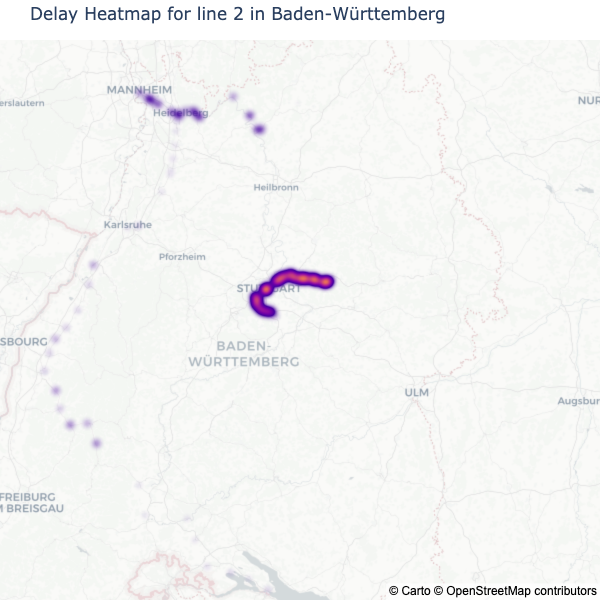 Delay Heatmap for line 2 in Baden-Württemberg
MANNHEIM
erslautern
Heidelberg
NUR
Heilbronn
Karlsruhe
Pforzheim
STUTTGART
SBOURG
BADEN-
WÜRTTEMBERG
ULM
Augsbur
FREIBURG
M BREISGAU
© Carto © OpenStreetMap contributors